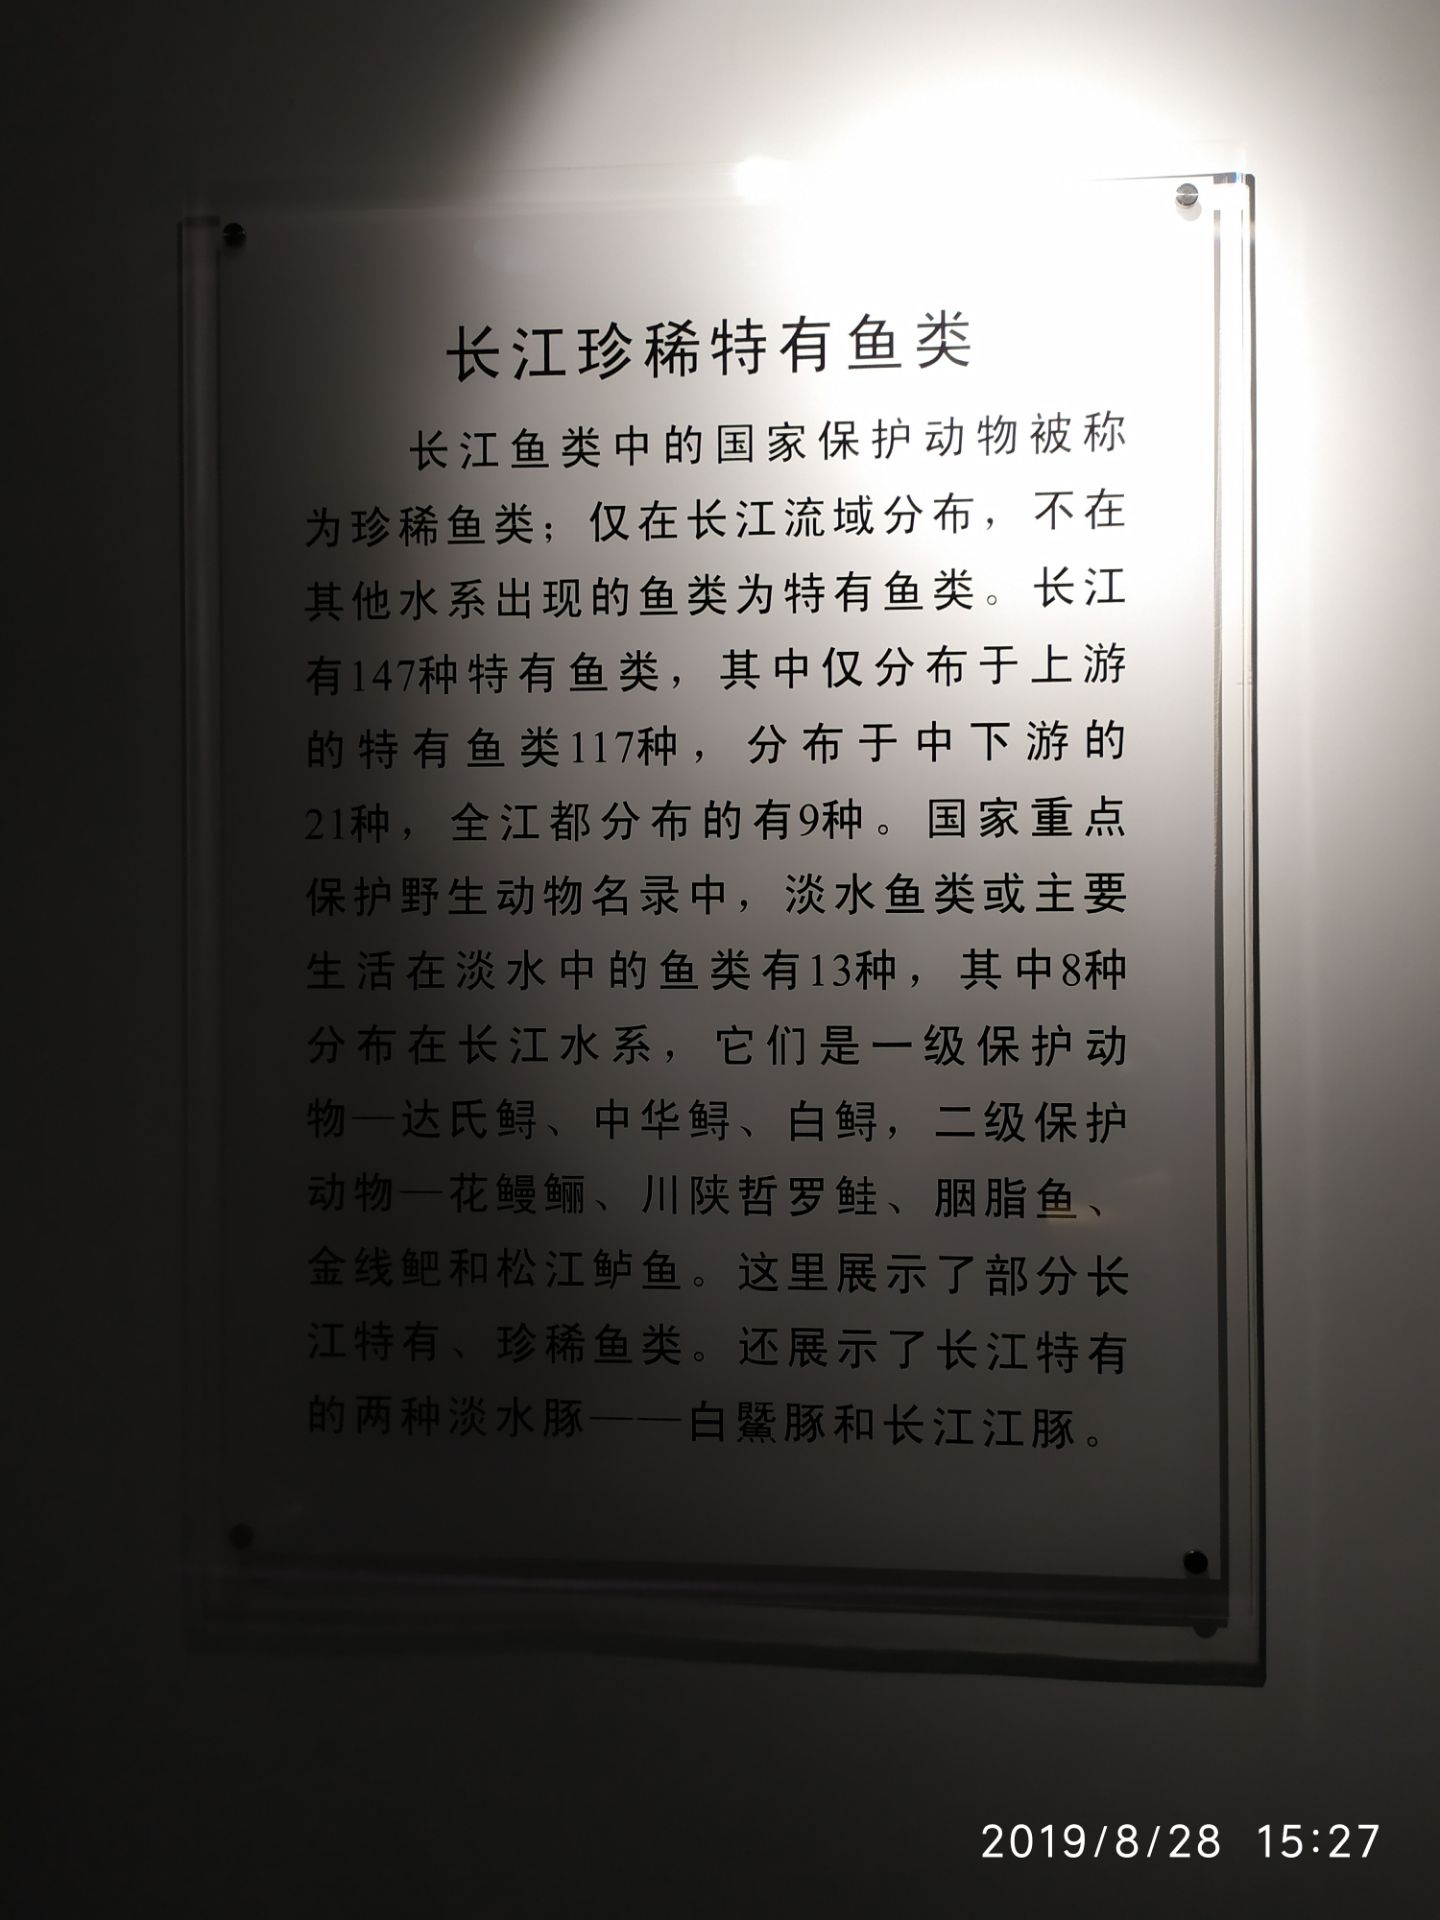 长江珍稀特有鱼类
长江鱼类中的国家保护动物被称
为珍稀鱼类；仅在长江流域分布，不在
其他水系出现的鱼类为特有鱼类。长江
有147种特有鱼类，其中仅分布于上游
的特有鱼类117种，分布于中下游的
21种，全江都分布的有9种。国家重点
保护野生动物名录中，淡水鱼类或主要
生活在淡水中的鱼类有13种，其中8种
分布在长江水系，它们是一级保护动
物—达氏鲟、中华鲟、白鲟，二级保护
动物—花鳗鲡、川陕哲罗鲑、胭脂鱼、
金线鲃和松江鲈鱼。这里展示了部分长
江特有、珍稀鱼类。还展示了长江特有
的两种淡水豚——白鱀豚和长江江豚。
2019/8/28 15:27